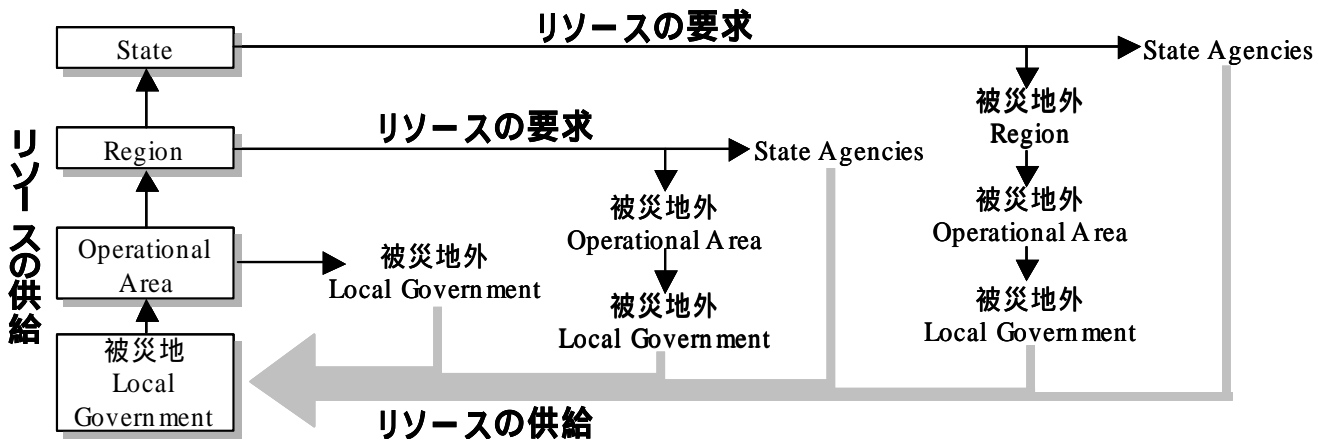 リソースの要求
State
State Agencies
被災地外
Region
リソースの要求
Region
State Agencies
被災地外
Operational Area
被災地外
Operational Area
リソースの供給
Operational
Area
被災地外
Local Government
被災地外
Local Government
被災地外
Local Government
被災地
Local
Government
リソースの供給